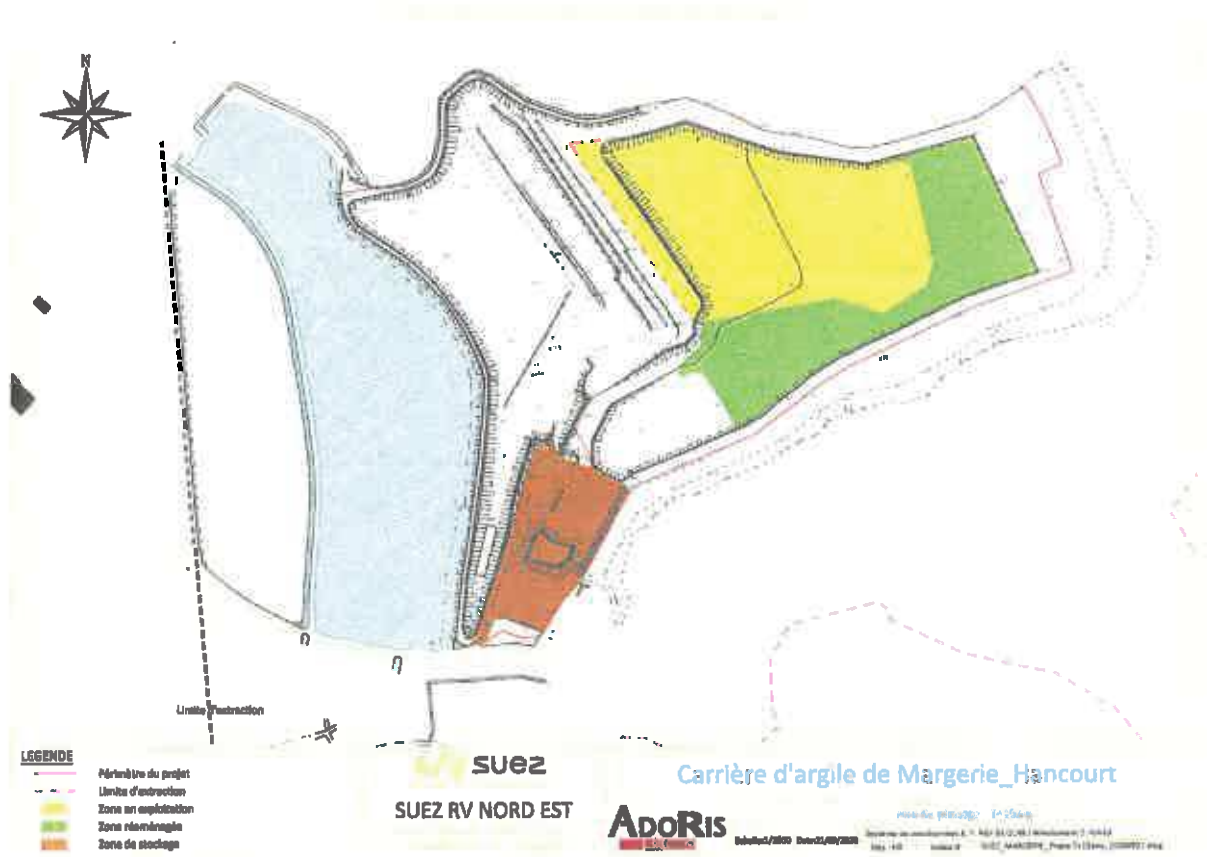 N
Limite d'extraction
LEGENDE
Périmètre du projet
Limite d'extraction
Zone en exploitation
Zone réaménagée
Zone de stockage
suez
SUEZ RV NORD EST
Carrière d'argile de Margerie_Hancourt
ADORIS